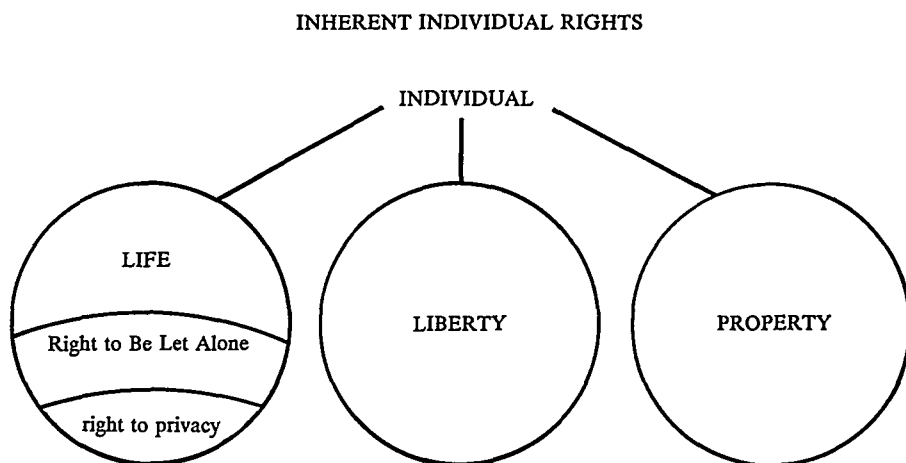 INHERENT INDIVIDUAL RIGHTS
INDIVIDUAL
LIFE
Right to Be Let Alone
right to privacy
LIBERTY
PROPERTY